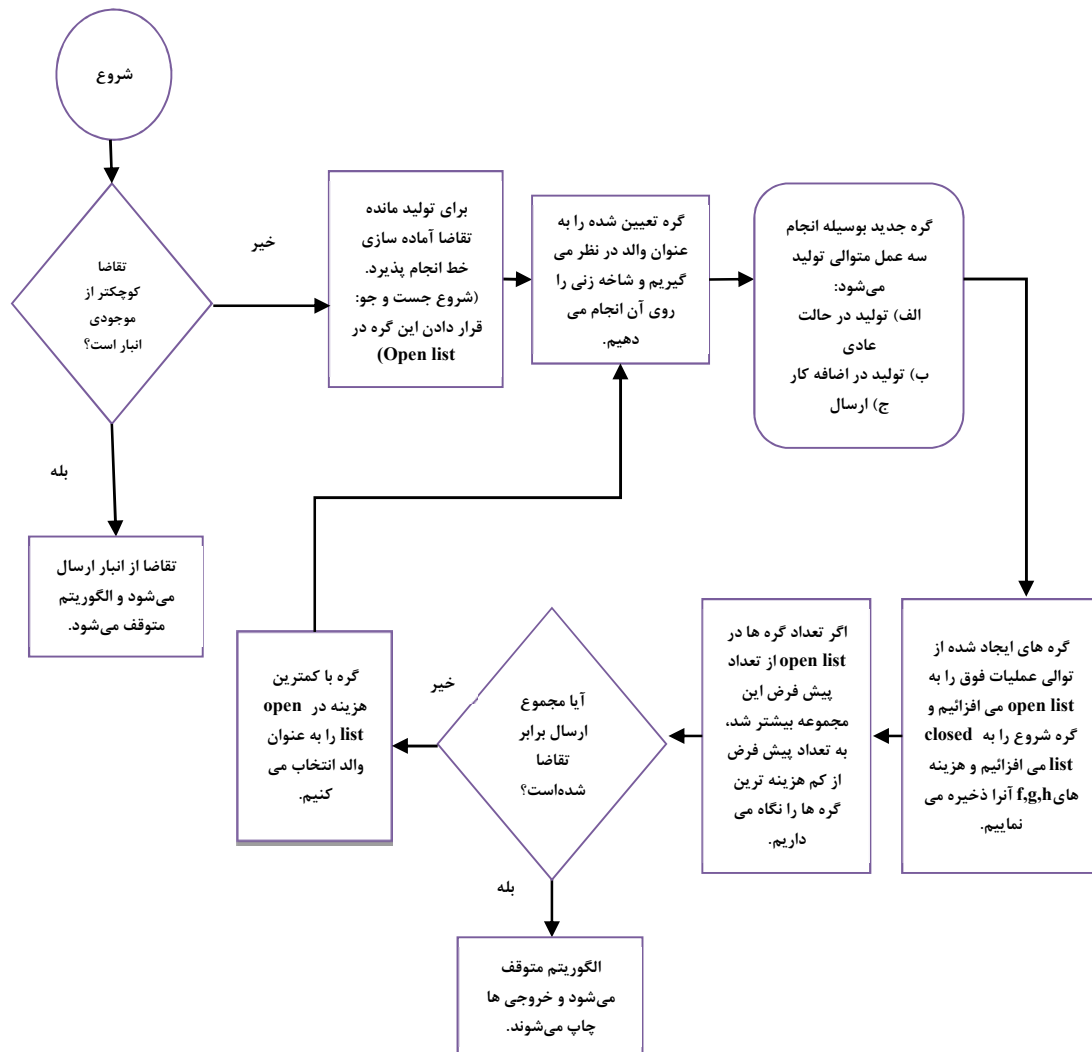 شروع
تقاضا
کوچکتر از
موجودی
انبار است؟
خیر
بله
تقاضا از انبار ارسال
می‌شود و الگوریتم
متوقف می‌شود.
برای تولید مانده
تقاضا آماده سازی
خط انجام پذیرد.
(شروع جست و جو:
قرار دادن این گره در
Open list)
گره تعیین شده را به
عنوان والد در نظر می
گیریم و شاخه زنی را
روی آن انجام می
دهیم.
گره جدید بوسیله انجام
سه عمل متوالی تولید
می‌شود:
الف) تولید در حالت
عادی
ب) تولید در اضافه کار
ج) ارسال
گره های ایجاد شده از
توالی عملیات فوق را به
open list می افزائیم و
گره شروع را به closed
list می افزائیم و هزینه
های f,g,h آنرا ذخیره می
نماییم.
اگر تعداد گره ها در
open list از تعداد
پیش فرض این
مجموعه بیشتر شد،
به تعداد پیش فرض
از کم هزینه ترین
گره ها را نگاه می
داریم.
آیا مجموع
ارسال برابر
تقاضا
شده‌است؟
خیر
گره با کمترین
هزینه در open
list را به عنوان
والد انتخاب می
کنیم.
بله
الگوریتم متوقف
می‌شود و خروجی ها
چاپ می‌شوند.